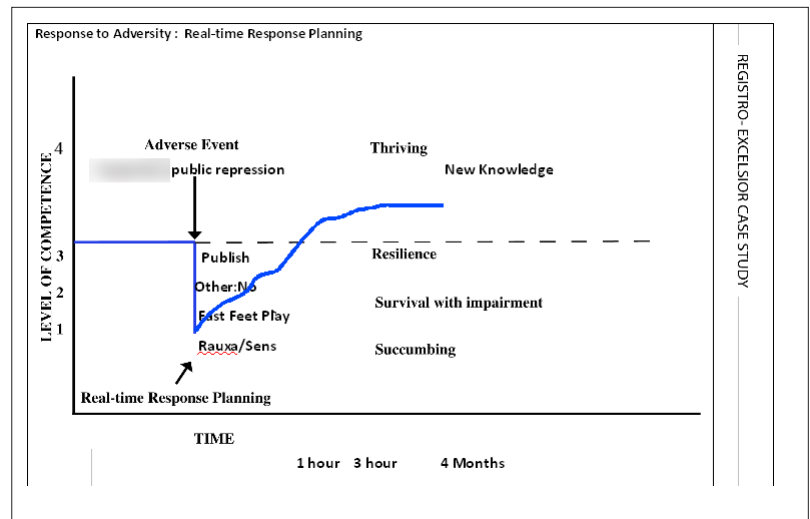 Response to Adversity : Real-time Response Planning
REGISTRO- EXCELSIOR CASE STUDY
LEVEL OF COMPETENCE
4
Adverse Event
Thriving
public repression
New Knowledge
3
Publish
Resilience
2
Other:No
Survival with impairment
1
Fast Feet Play
Rauxa/Sens
Succumbing
Real-time Response Planning
TIME
1 hour 3 hour 4 Months